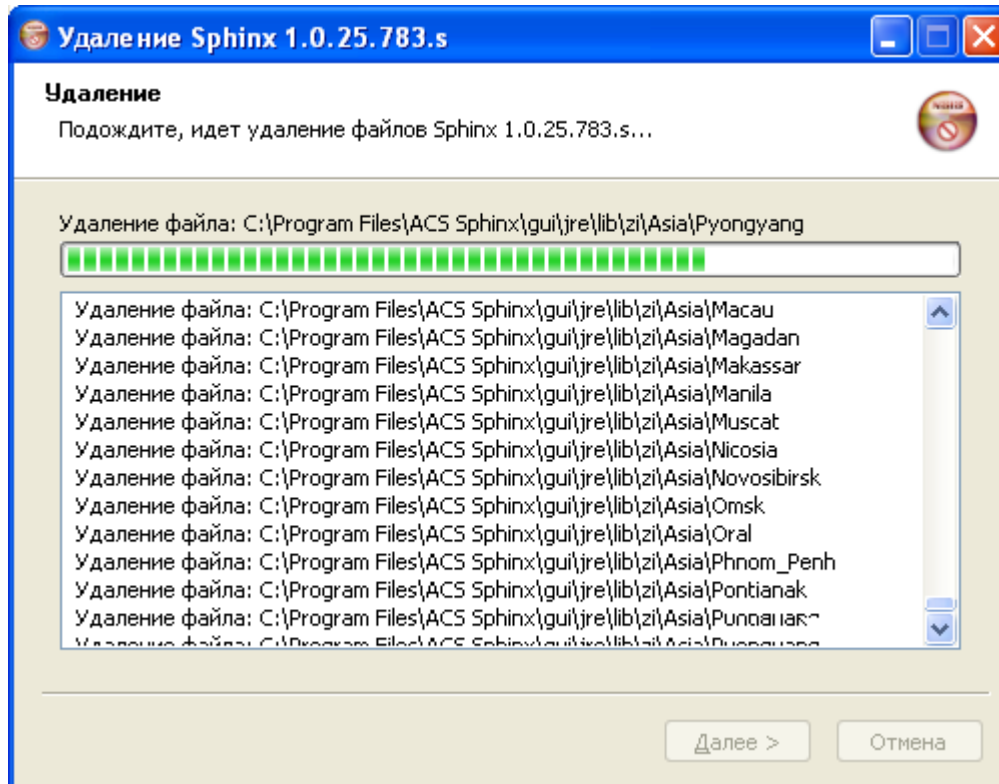 Удаление Sphinx 1.0.25.783.s
Удаление
Подождите, идет удаление файлов Sphinx 1.0.25.783.s...
Удаление файла: C:\Program Files\ACS Sphinx\gui\jre\lib\zi\Asia\Pyongyang
Удаление файла: C:\Program Files\ACS Sphinx\gui\jre\lib\zi\Asia\Macau
Удаление файла: C:\Program Files\ACS Sphinx\gui\jre\lib\zi\Asia\Magadan
Удаление файла: C:\Program Files\ACS Sphinx\gui\jre\lib\zi\Asia\Makassar
Удаление файла: C:\Program Files\ACS Sphinx\gui\jre\lib\zi\Asia\Manila
Удаление файла: C:\Program Files\ACS Sphinx\gui\jre\lib\zi\Asia\Muscat
Удаление файла: C:\Program Files\ACS Sphinx\gui\jre\lib\zi\Asia\Nicosia
Удаление файла: C:\Program Files\ACS Sphinx\gui\jre\lib\zi\Asia\Novosibirsk
Удаление файла: C:\Program Files\ACS Sphinx\gui\jre\lib\zi\Asia\Omsk
Удаление файла: C:\Program Files\ACS Sphinx\gui\jre\lib\zi\Asia\Oral
Удаление файла: C:\Program Files\ACS Sphinx\gui\jre\lib\zi\Asia\Phnom_Penh
Удаление файла: C:\Program Files\ACS Sphinx\gui\jre\lib\zi\Asia\Pontianak
Удаление файла: C:\Program Files\ACS
Удаление файла: C:\Program Files\ACS Sphinx\gui\jre\lib\zi\Asia\Pyongyang
Далее >
Отмена